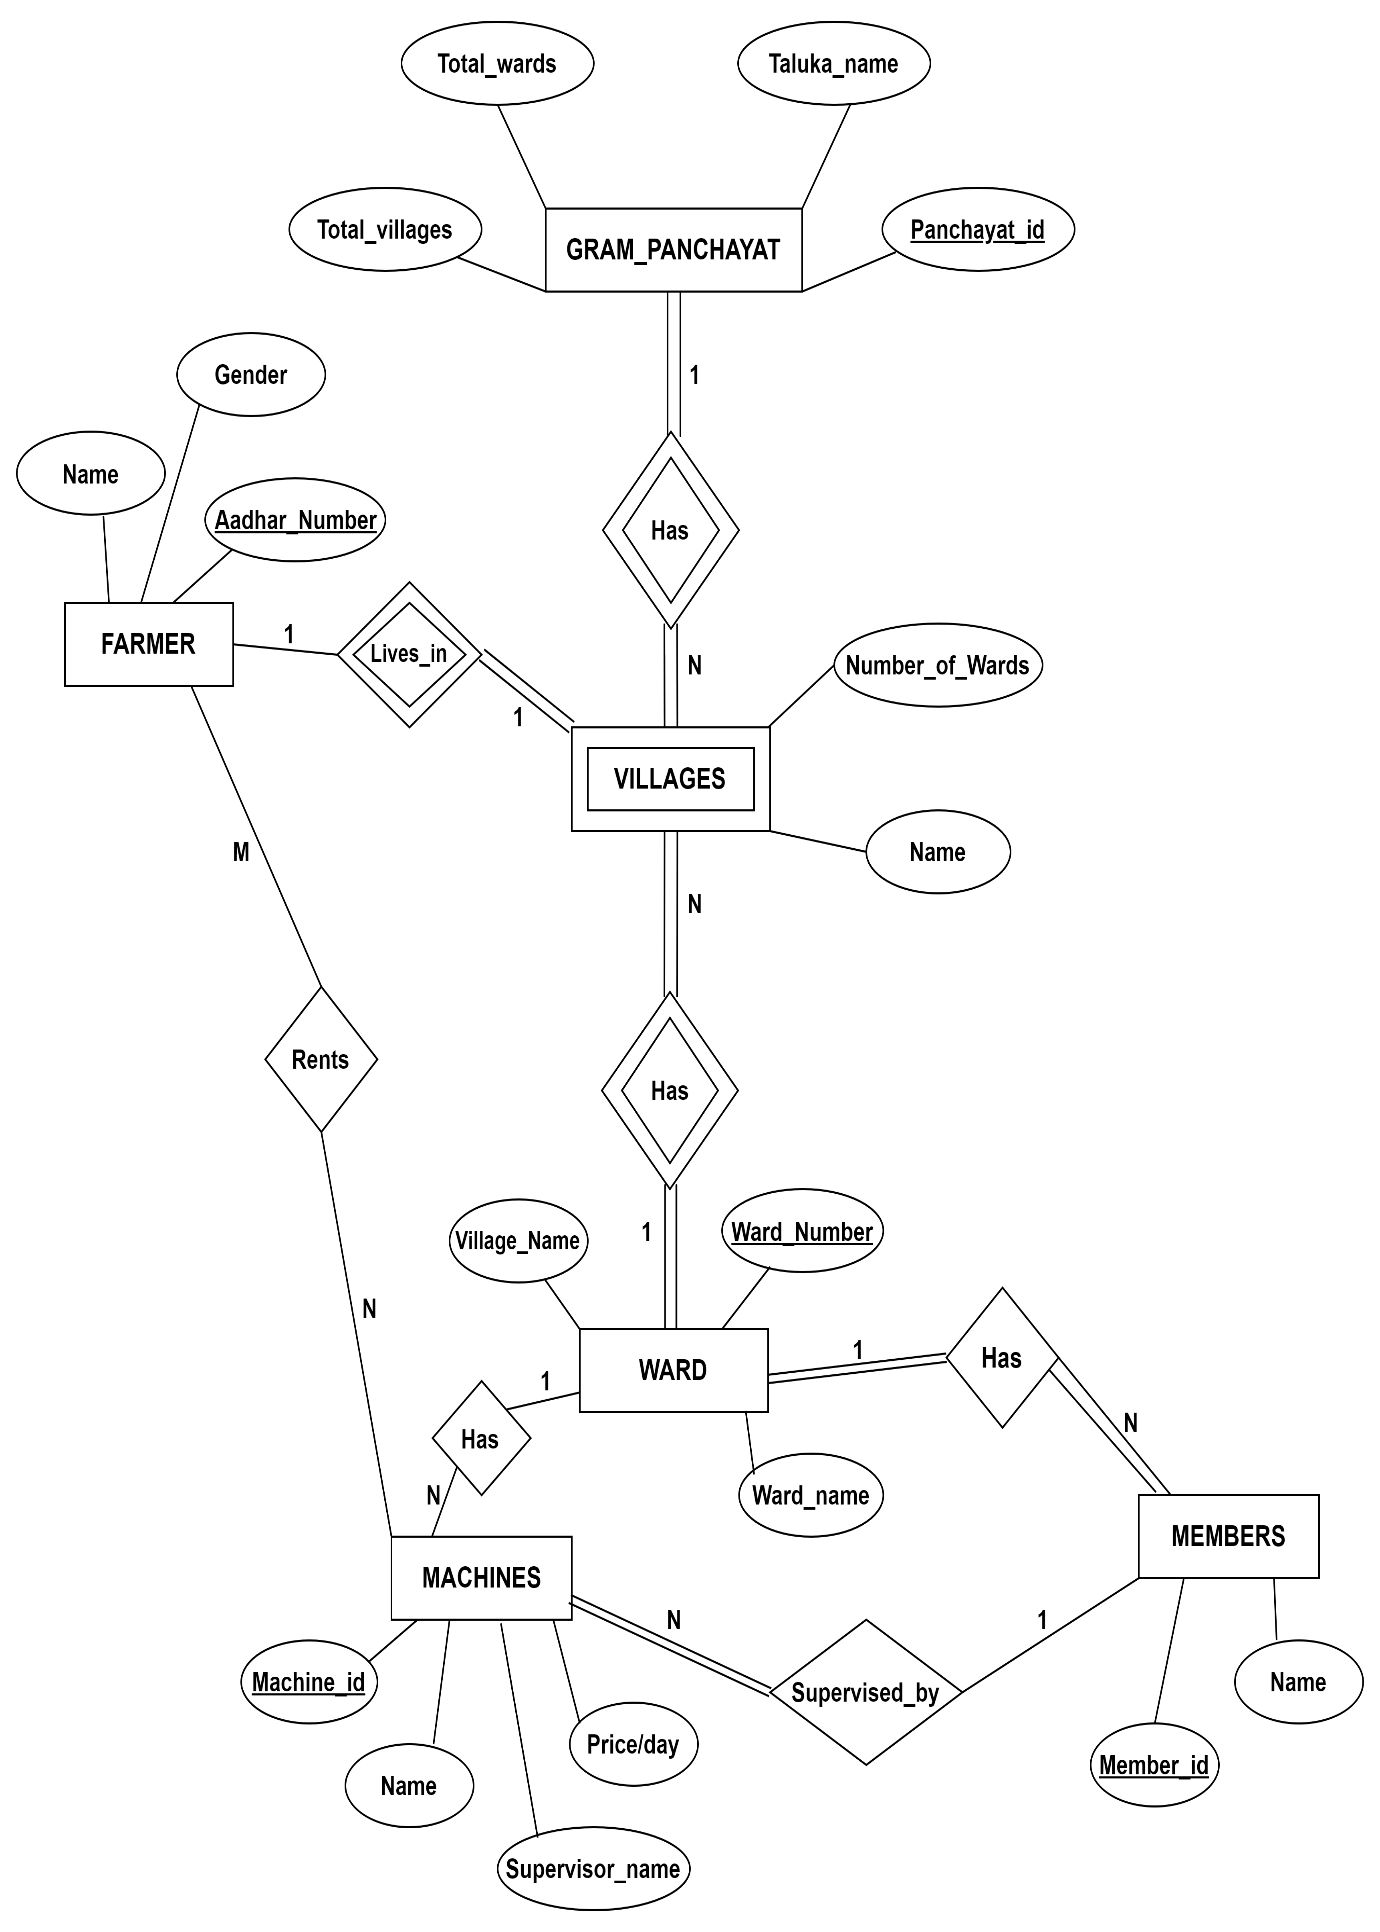 Total_wards
Taluka_name
Total_villages
GRAM_PANCHAYAT
Panchayat_id
1
Gender
Name
Aadhar_Number
Has
FARMER
1
Lives_in
N
Number_of_Wards
1
VILLAGES
Name
M
N
Rents
Has
Village_Name
1
Ward_Number
N
WARD
1
Has
1
Has
N
N
Ward_name
MEMBERS
MACHINES
N
1
Machine_id
Supervised_by
Name
Price/day
Member_id
Name
Supervisor_name